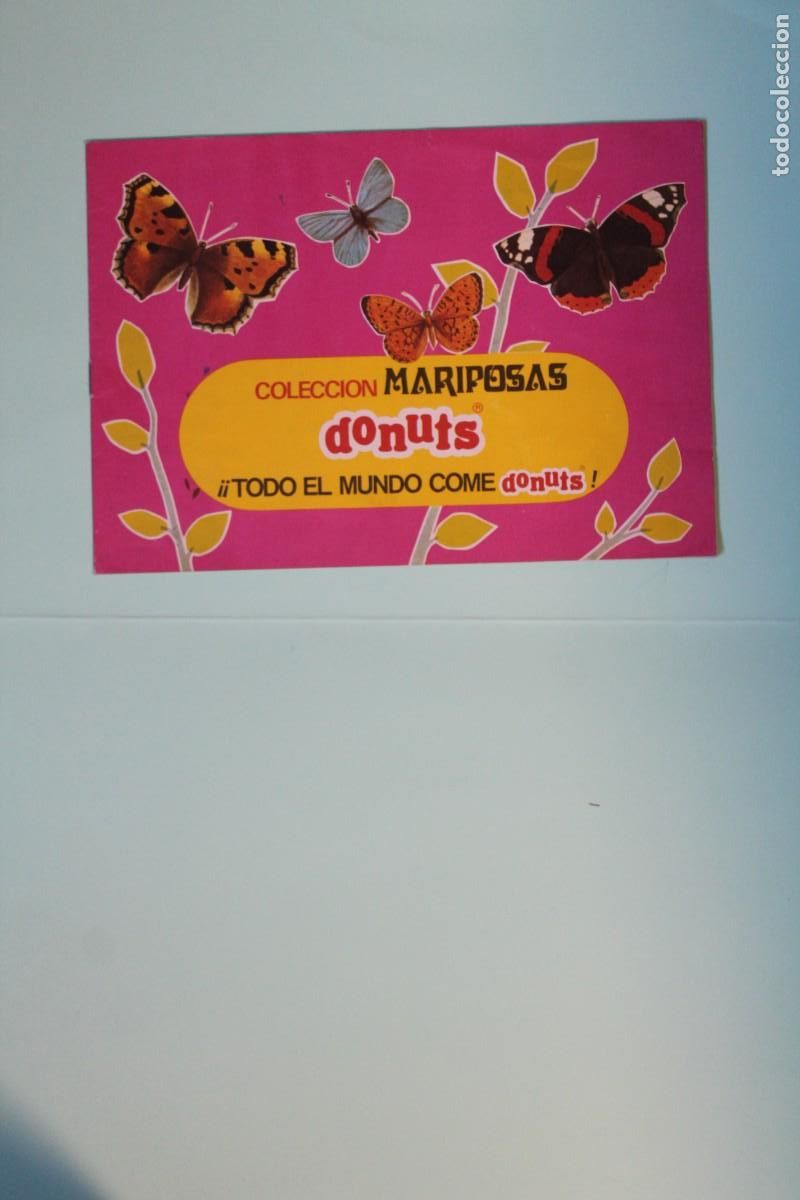 COLECCION MARIPOSAS
donuts®
¡¡TODO EL MUNDO COME donuts®!
todocoleccion